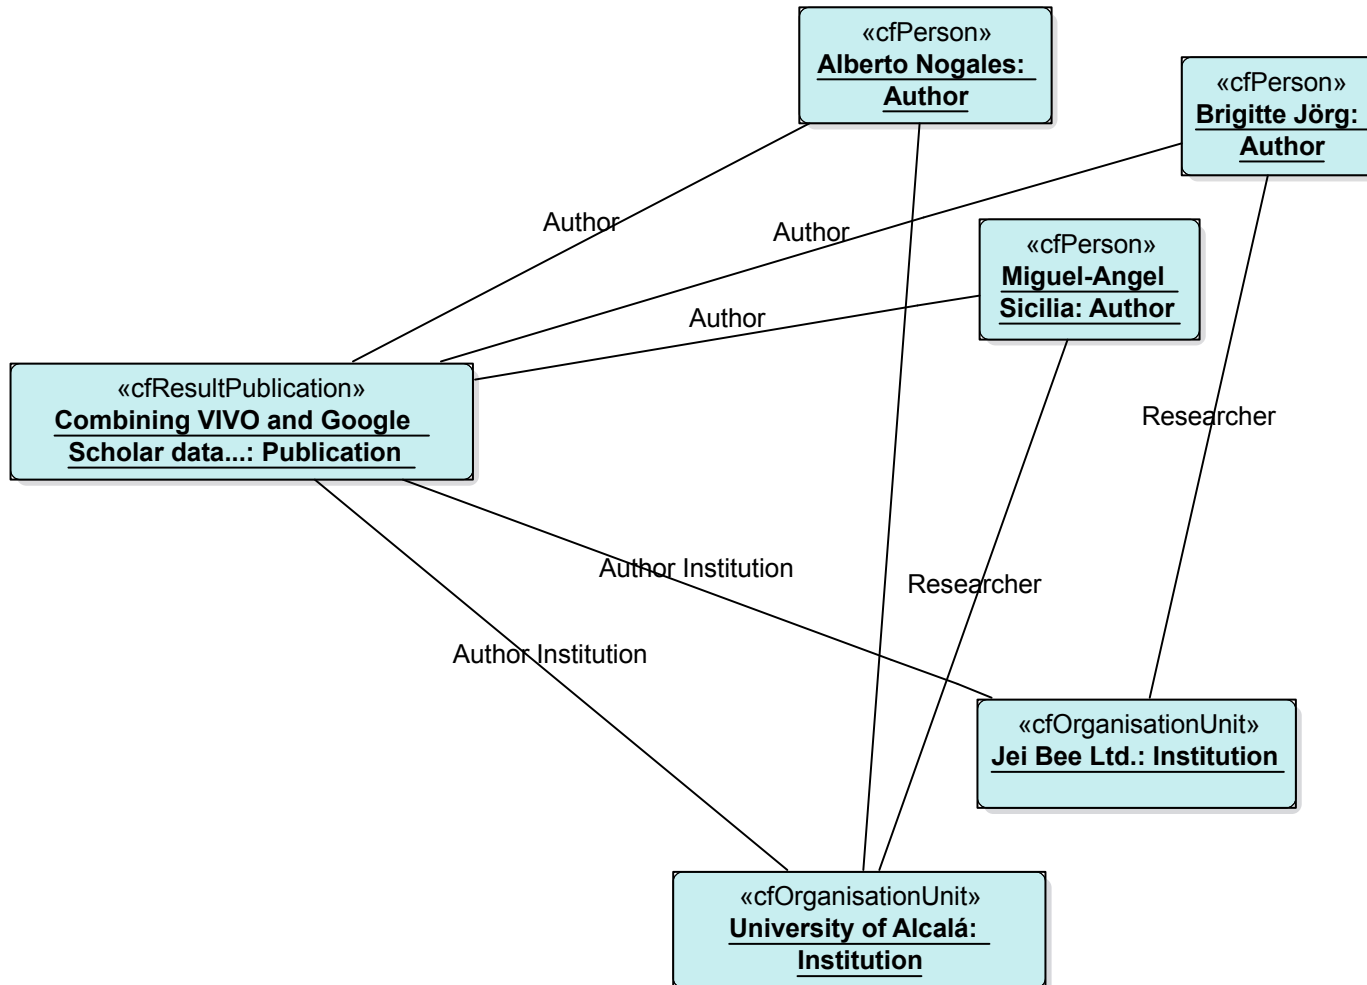 «cfPerson»
Alberto Nogales:
Author
«cfPerson»
Brigitte Jörg:
Author
Author
Author
«cfPerson»
Miguel-Angel
Sicilia: Author
Author
«cfResultPublication»
Combining VIVO and Google
Scholar data...: Publication
Researcher
Author Institution
Researcher
Author Institution
«cfOrganisationUnit»
Jei Bee Ltd.: Institution
«cfOrganisationUnit»
University of Alcalá:
Institution